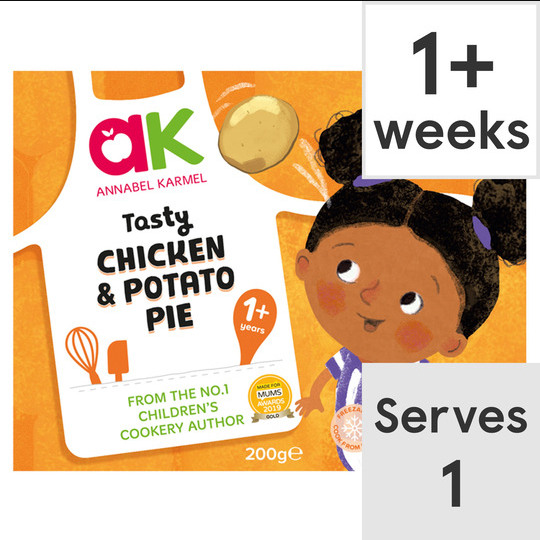 1+
weeks
ak
ANNABEL KARMEL
Tasty
CHICKEN
& POTATO
PIE
1+
years
FROM THE NO.1
CHILDREN'S
COOKERY AUTHOR
MADE FOR
MUMS
AWARDS
2019
GOLD
200g℮
Serves
1